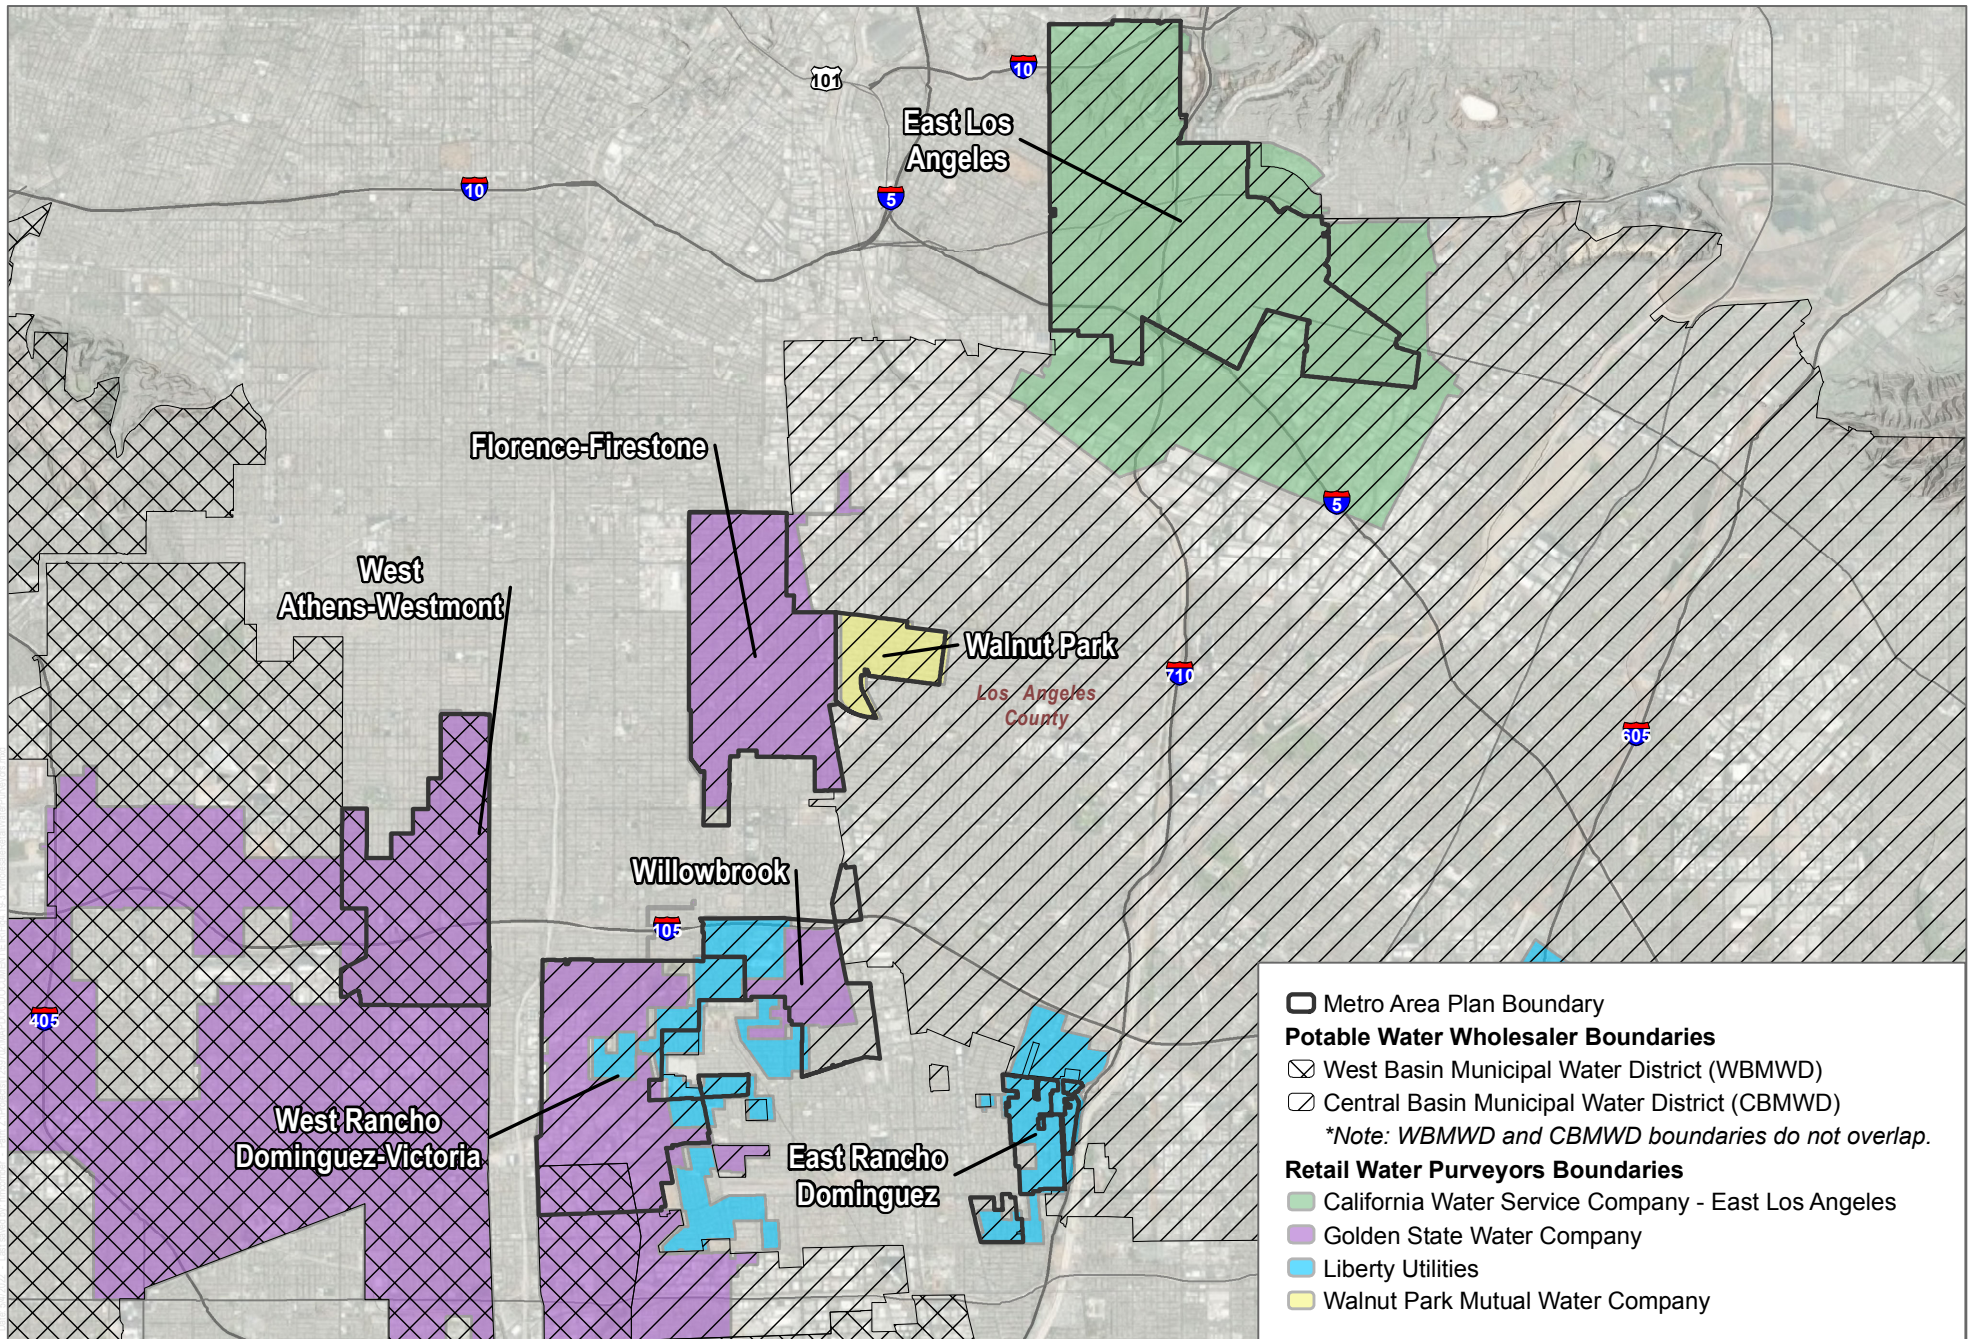 101
10
East Los
Angeles
10
5
Florence-Firestone
5
West
Athens-Westmont
Walnut Park
710
Los Angeles
County
605
Willowbrook
105
405
West Rancho
Dominguez-Victoria
East Rancho
Dominguez
Metro Area Plan Boundary
Potable Water Wholesaler Boundaries
West Basin Municipal Water District (WBMWD)
Central Basin Municipal Water District (CBMWD)
*Note: WBMWD and CBMWD boundaries do not overlap.
Retail Water Purveyors Boundaries
California Water Service Company - East Los Angeles
Golden State Water Company
Liberty Utilities
Walnut Park Mutual Water Company